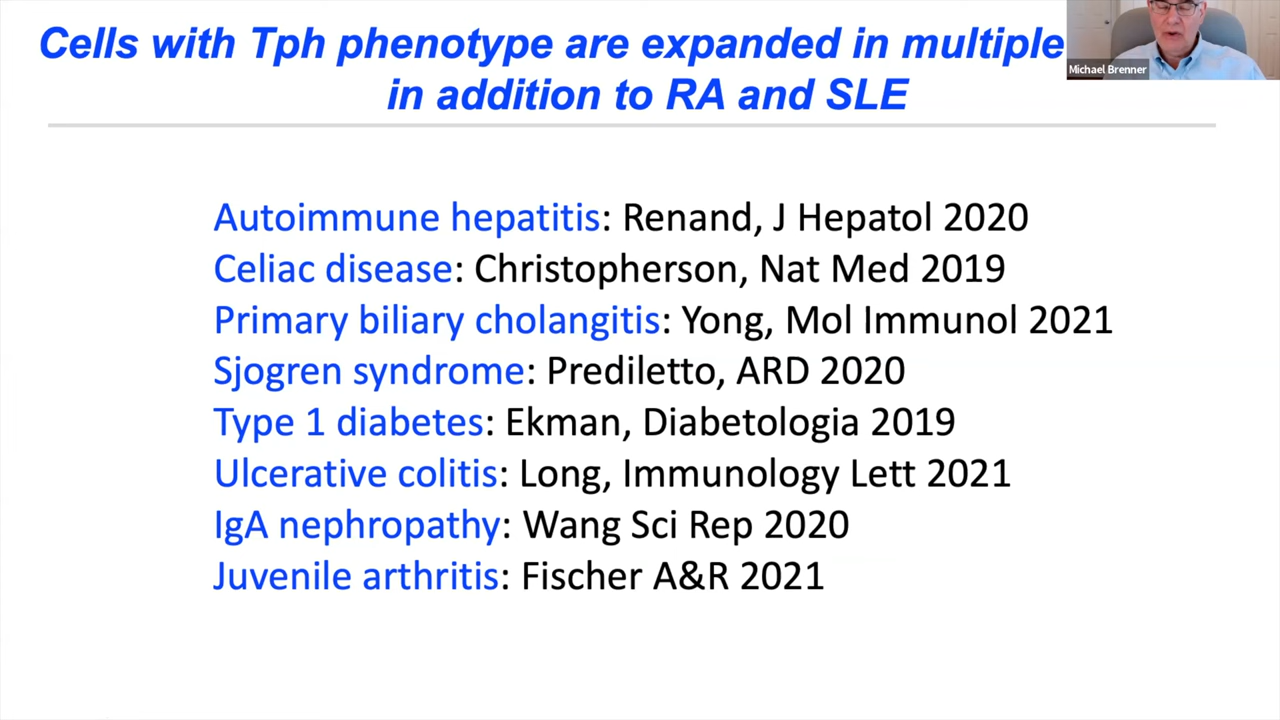 Cells with Tph phenotype are expanded in multiple
in addition to RA and SLE
Michael Brenner
Autoimmune hepatitis: Renand, J Hepatol 2020
Celiac disease: Christopherson, Nat Med 2019
Primary biliary cholangitis: Yong, Mol Immunol 2021
Sjogren syndrome: Prediletto, ARD 2020
Type 1 diabetes: Ekman, Diabetologia 2019
Ulcerative colitis: Long, Immunology Lett 2021
IgA nephropathy: Wang Sci Rep 2020
Juvenile arthritis: Fischer A&R 2021